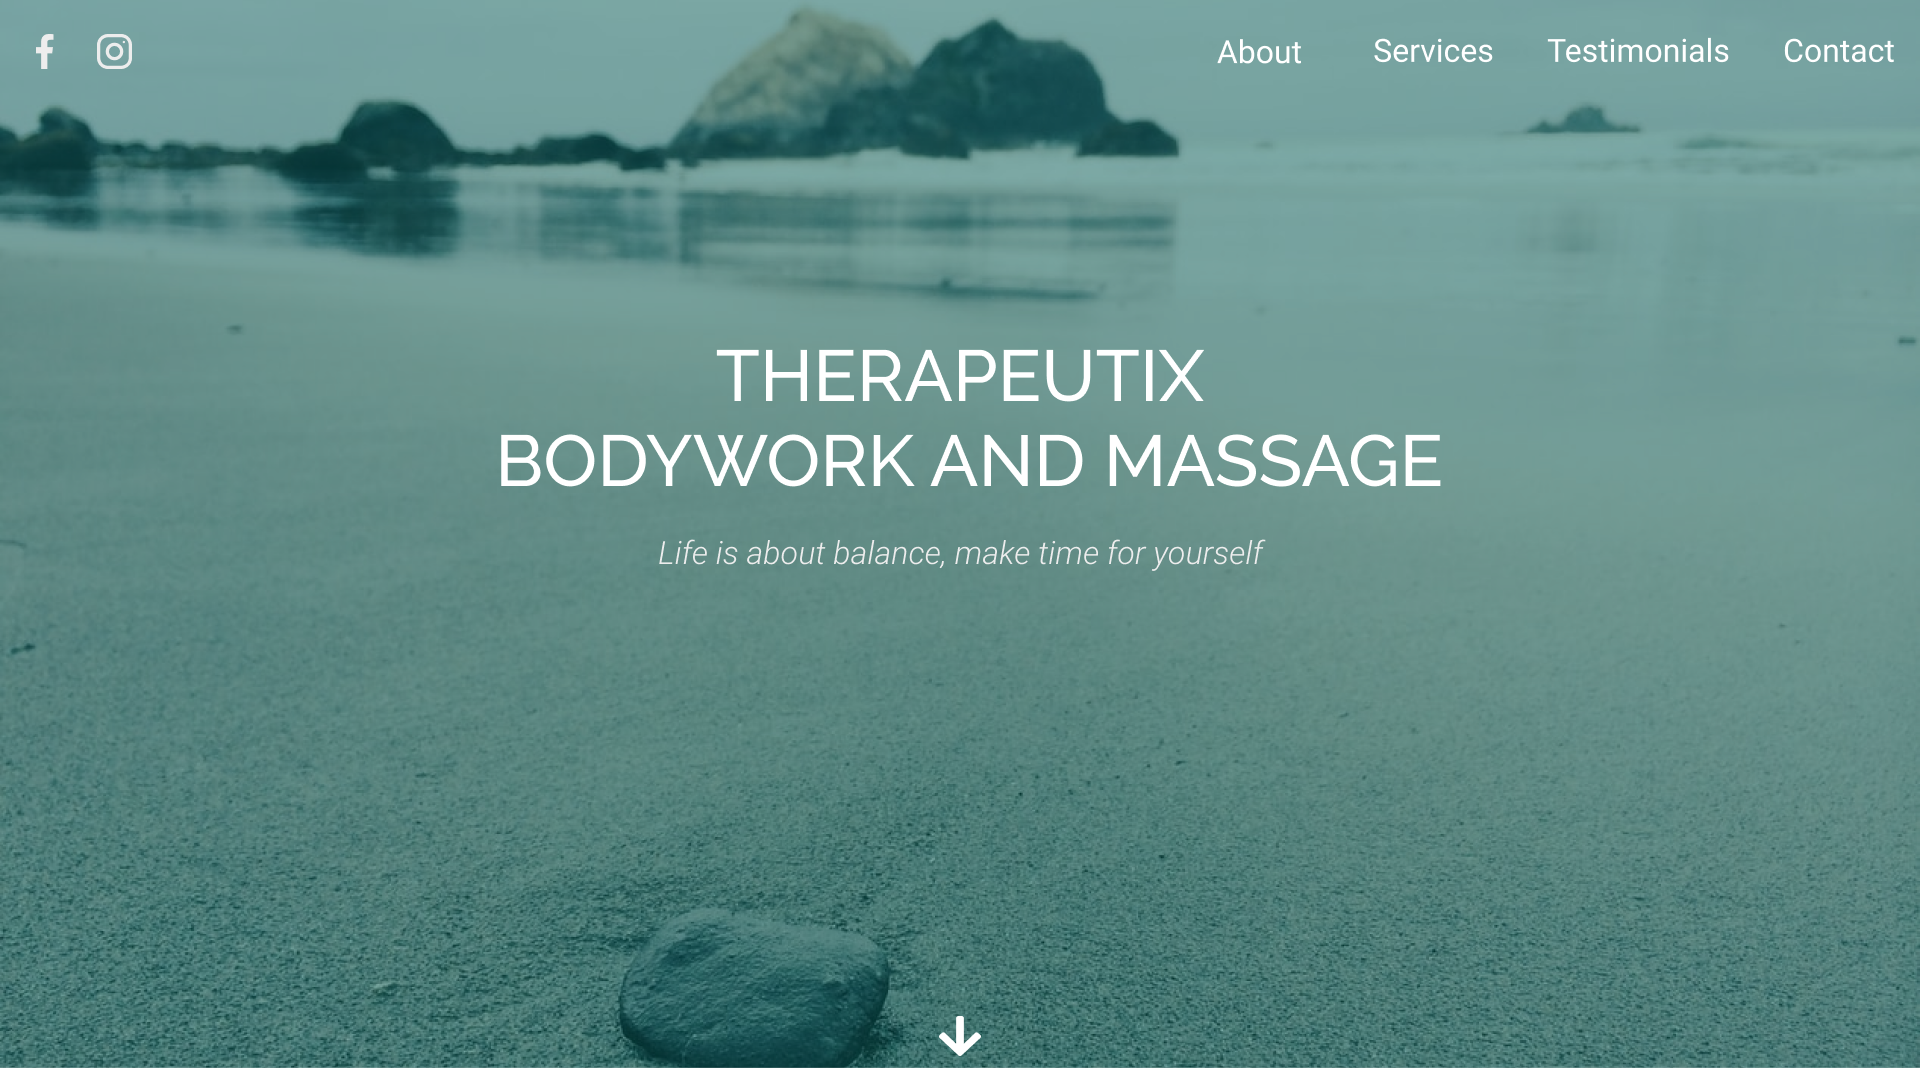 About
Services
Testimonials
Contact
THERAPEUTIX
BODYWORK AND MASSAGE
Life is about balance, make time for yourself